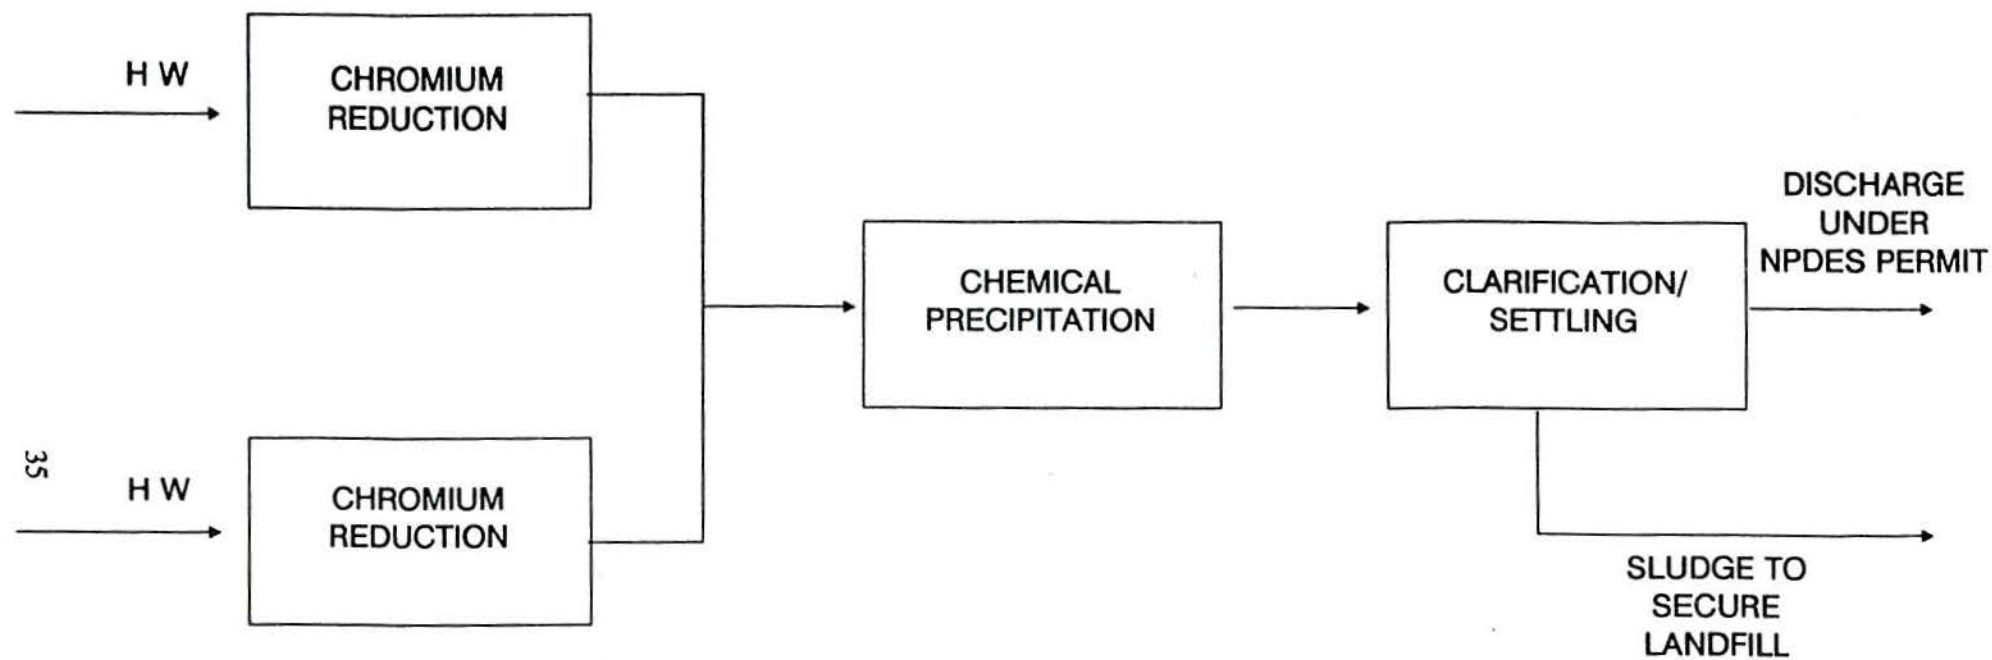 H W
CHROMIUM
REDUCTION
DISCHARGE
UNDER
NPDES PERMIT
CHEMICAL
PRECIPITATION
CLARIFICATION/
SETTLING
35
H W
CHROMIUM
REDUCTION
SLUDGE TO
SECURE
LANDFILL